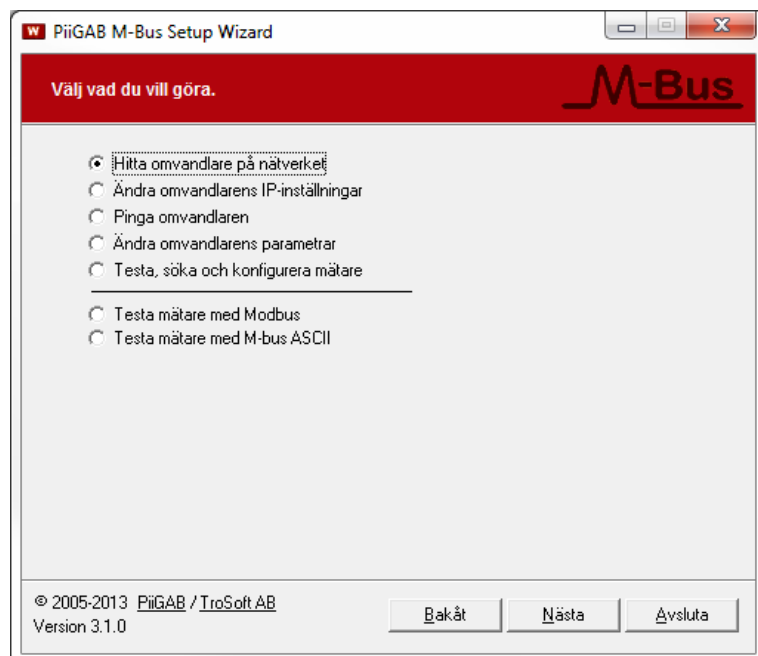 W PiiGAB M-Bus Setup Wizard
Välj vad du vill göra.
M-Bus
Hitta omvandlare på nätverket
Ändra omvandlarens IP-inställningar
Pinga omvandlaren
Ändra omvandlarens parametrar
Testa, söka och konfigurera mätare
Testa mätare med Modbus
Testa mätare med M-bus ASCII
© 2005-2013 PiiGAB / TroSoft AB
Version 3.1.0
Bakåt Nästa Avsluta